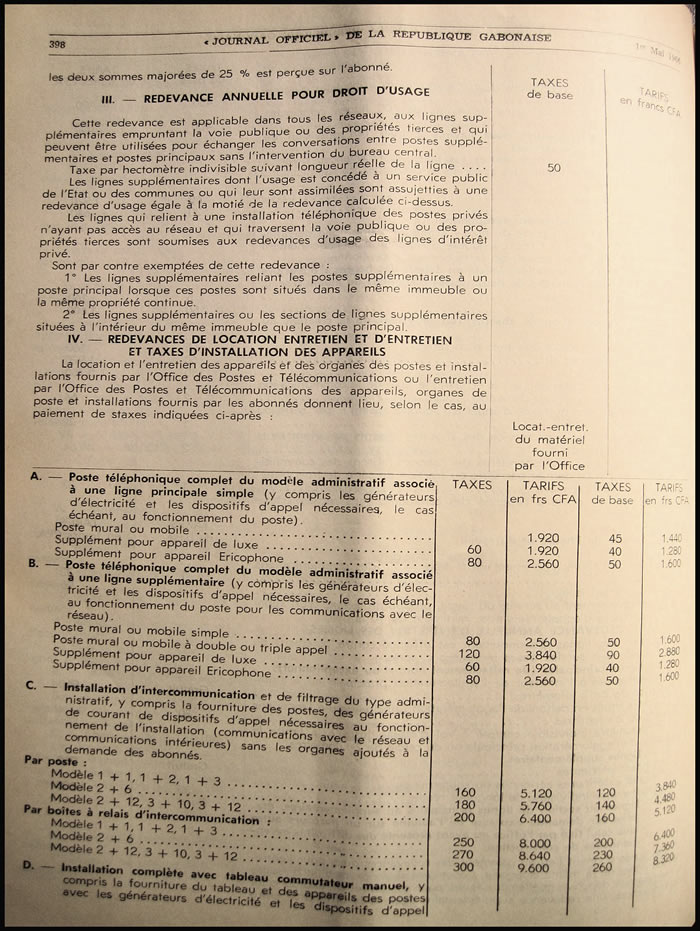 398
« JOURNAL OFFICIEL » DE LA REPUBLIQUE GABONAISE
1er Mai
les deux sommes majorées de 25 % est perçue sur l'abonné.
TAXES
de base
TARIFS
en francs CFA
III. — REDEVANCE ANNUELLE POUR DROIT D'USAGE
Cette redevance est applicable dans tous les réseaux, aux lignes sup-
plémentaires empruntant la voie publique ou des propriétés tierces et qui
peuvent être utilisées pour échanger les conversations entre postes supplé-
mentaires et postes principaux sans l'intervention du bureau central.
Taxe par hectomètre indivisible suivant longueur réelle de la ligne .... 50
Les lignes supplémentaires dont l'usage est concédé à un service public
de l'Etat ou des communes ou qui leur sont assimilées sont assujetties à une
redevance d'usage égale à la motié de la redevance calculée ci-dessus.
Les lignes qui relient à une installation téléphonique des postes privés
n'ayant pas accès au réseau et qui traversent la voie publique ou des pro-
priétés tierces sont soumises aux redevances d'usage des lignes d'intérêt
privé.
Sont par contre exemptées de cette redevance :
1° Les lignes supplémentaires reliant les postes supplémentaires à un
poste principal lorsque ces postes sont situés dans le même immeuble ou
la même propriété continue.
2° Les lignes supplémentaires ou les sections de lignes supplémentaires
situées à l'intérieur du même immeuble que le poste principal.
IV. — REDEVANCES DE LOCATION ENTRETIEN ET D'ENTRETIEN
ET TAXES D'INSTALLATION DES APPAREILS
La location et l'entretien des appareils et des organes des postes et instal-
lations fournis par l'Office des Postes et Télécommunications ou l'entretien
par l'Office des Postes et Télécommunications des appareils, organes de
poste et installations fournis par les abonnés donnent lieu, selon le cas, au
paiement de staxes indiquées ci-après :
Locat.-entret.
du matériel
fourni
par l'Office
TAXES TARIFS en frs CFA TAXES de base TARIFS en frs CFA
A. — Poste téléphonique complet du modèle administratif associé
à une ligne principale simple (y compris les générateurs
d'électricité et les dispositifs d'appel nécessaires, le cas
échéant, au fonctionnement du poste).
Poste mural ou mobile .......... 1.920 45 1.440
Supplément pour appareil de luxe .......... 60 1.920 40 1.280
Supplément pour appareil Ericophone .......... 80 2.560 50 1.600
B. — Poste téléphonique complet du modèle administratif associé
à une ligne supplémentaire (y compris les générateurs d'élec-
tricité et les dispositifs d'appel nécessaires, le cas échéant,
au fonctionnement du poste pour les communications avec le
réseau).
Poste mural ou mobile simple .......... 80 2.560 50 1.600
Poste mural ou mobile à double ou triple appel .......... 120 3.840 90 2.880
Supplément pour appareil de luxe .......... 60 1.920 40 1.280
Supplément pour appareil Ericophone .......... 80 2.560 50 1.600
C. — Installation d'intercommunication et de filtrage du type admi-
nistratif, y compris la fourniture des postes, des générateurs
de courant de dispositifs d'appel nécessaires au fonction-
nement de l'installation (communications avec le réseau et
communications intérieures) sans les organes ajoutés à la
demande des abonnés.
Par poste :
Modèle 1 + 1, 1 + 2, 1 + 3 .......... 160 5.120 120 3.840
Modèle 2 + 6 .......... 180 5.760 140 4.480
Modèle 2 + 12, 3 + 10, 3 + 12 .......... 200 6.400 160 5.120
Par boites à relais d'intercommunication :
Modèle 1 + 1, 1 + 2, 1 + 3 .......... 250 8.000 200 6.400
Modèle 2 + 6 .......... 270 8.640 230 7.360
Modèle 2 + 12, 3 + 10, 3 + 12 .......... 300 9.600 260 8.320
D. — Installation complète avec tableau commutateur manuel, y
compris la fourniture du tableau et des appareils des postes
avec les générateurs d'électricité et les dispositifs d'appel